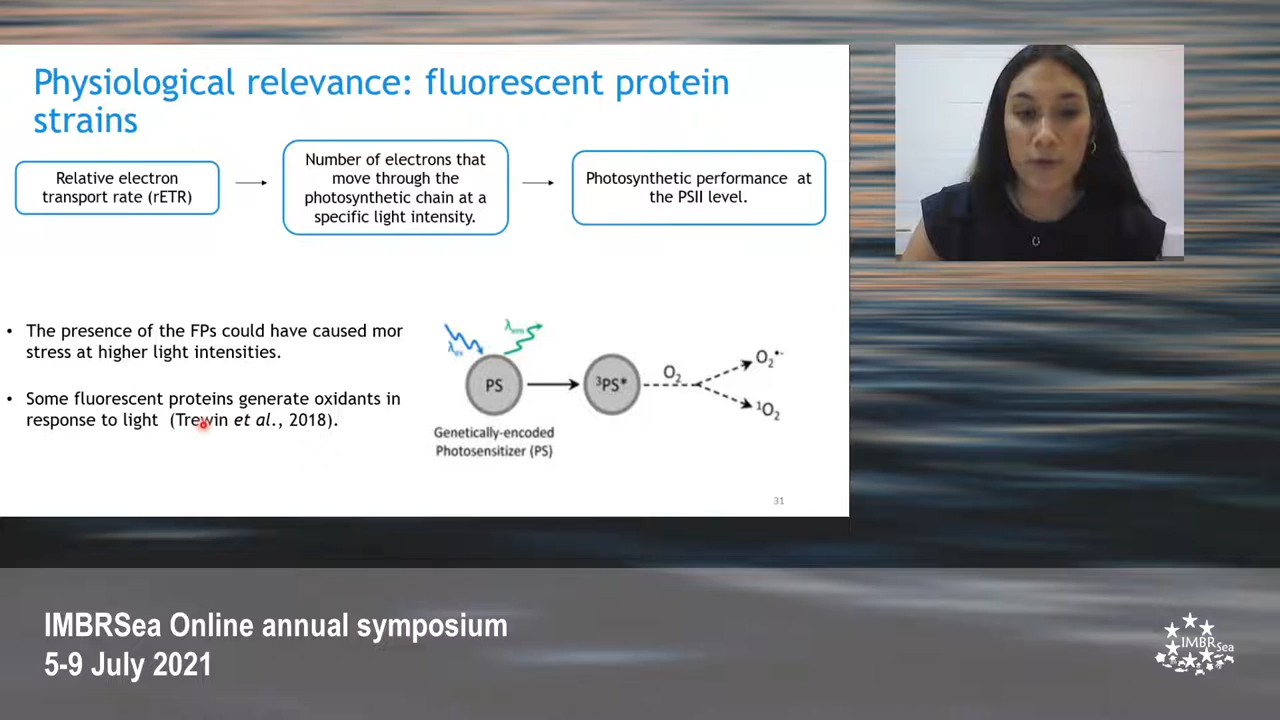 Physiological relevance: fluorescent protein
strains
Relative electron
transport rate (rETR)
Number of electrons that
move through the
photosynthetic chain at a
specific light intensity.
Photosynthetic performance at
the PSII level.
• The presence of the FPs could have caused mor
stress at higher light intensities.
• Some fluorescent proteins generate oxidants in
response to light (Trewin et al., 2018).
λex
λem
PS
³PS*
O₂
O₂•-
¹O₂
Genetically-encoded
Photosensitizer (PS)
31
IMBRSea Online annual symposium
5-9 July 2021
IMBRSea